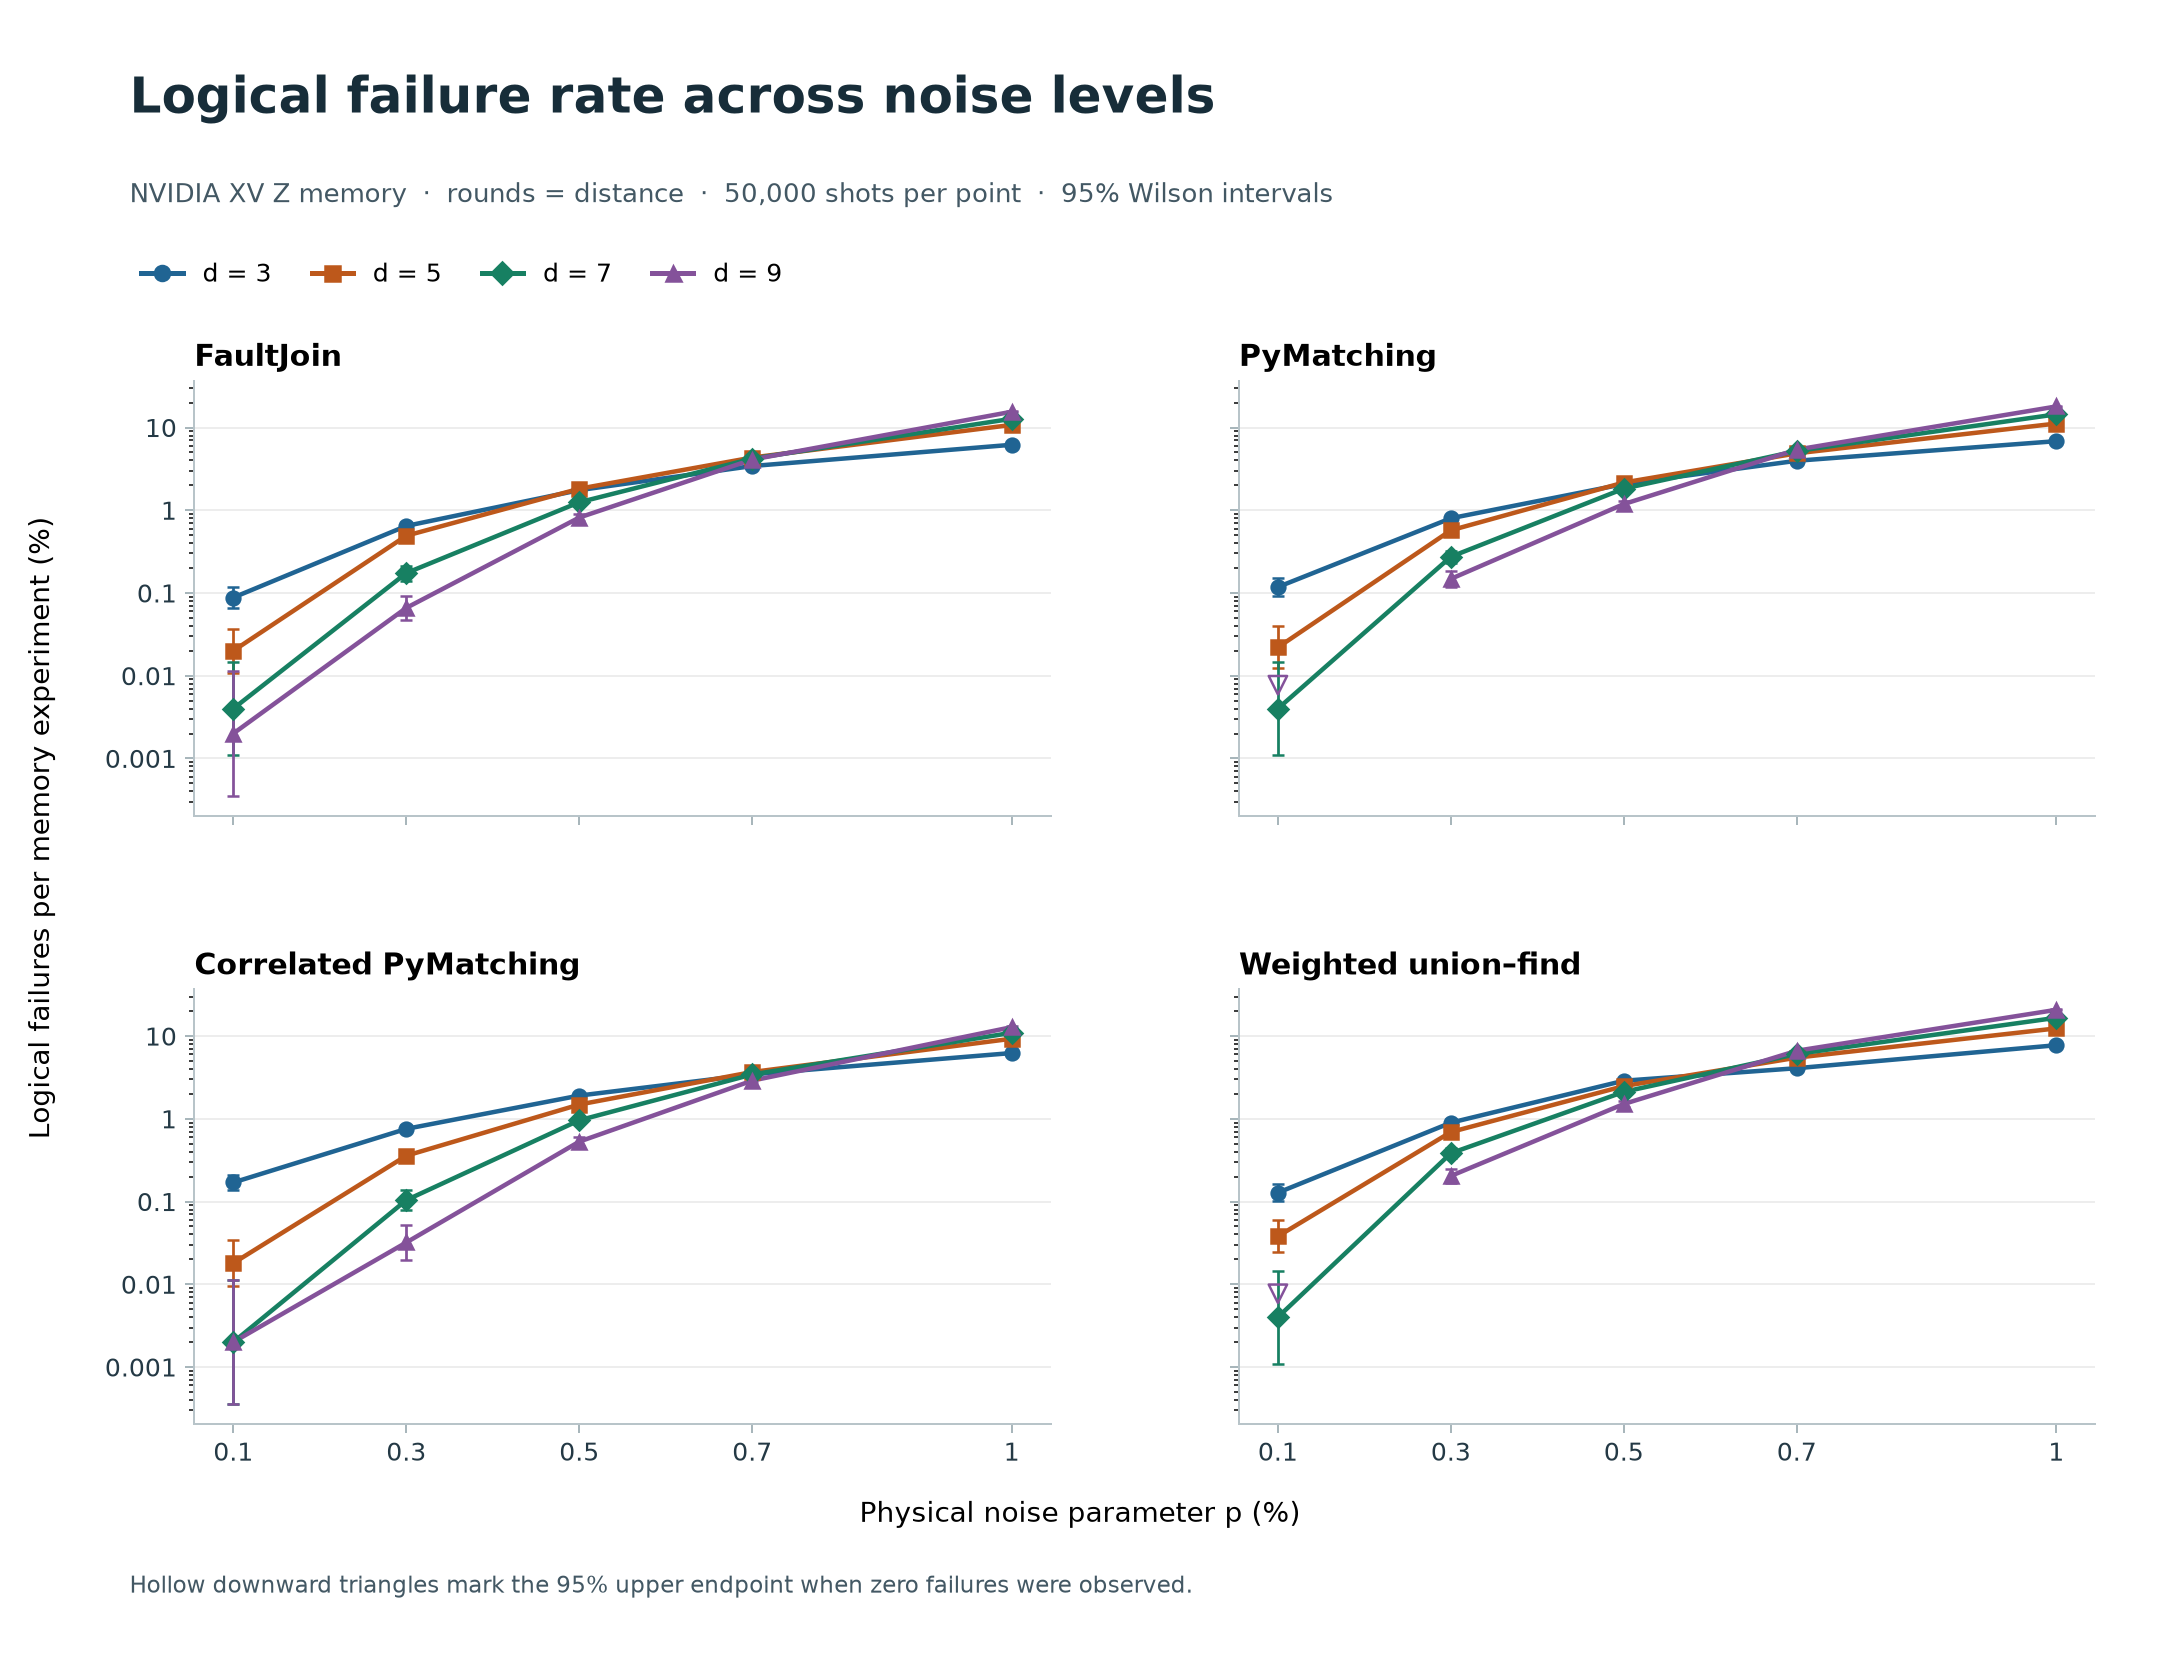 Logical failure rate across noise levels
NVIDIA XV Z memory · rounds = distance · 50,000 shots per point · 95% Wilson intervals
d = 3 d = 5 d = 7 d = 9
FaultJoin
10
1
0.1
0.01
0.001
PyMatching
Logical failures per memory experiment (%)
Correlated PyMatching
10
1
0.1
0.01
0.001
0.1 0.3 0.5 0.7 1
Weighted union–find
0.1 0.3 0.5 0.7 1
Physical noise parameter p (%)
Hollow downward triangles mark the 95% upper endpoint when zero failures were observed.